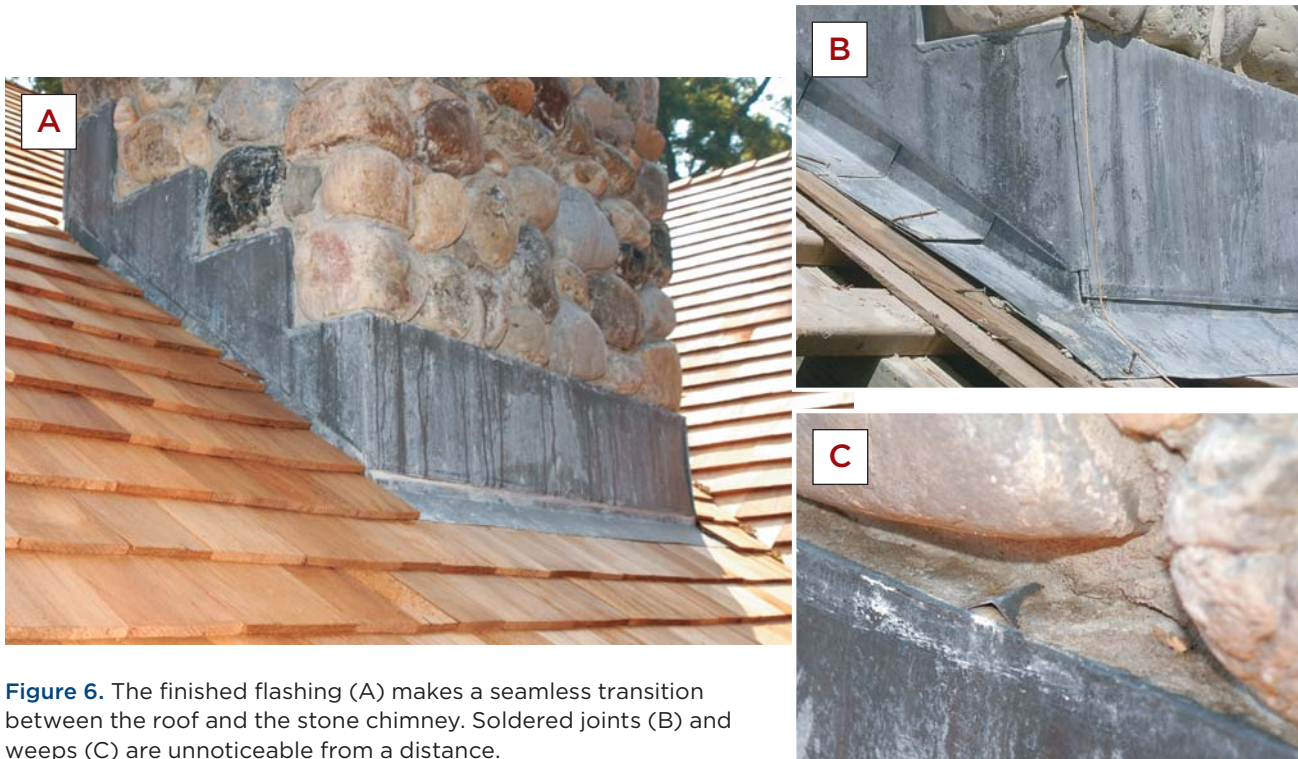 A
B
C
Figure 6. The finished flashing (A) makes a seamless transition
between the roof and the stone chimney. Soldered joints (B) and
weeps (C) are unnoticeable from a distance.